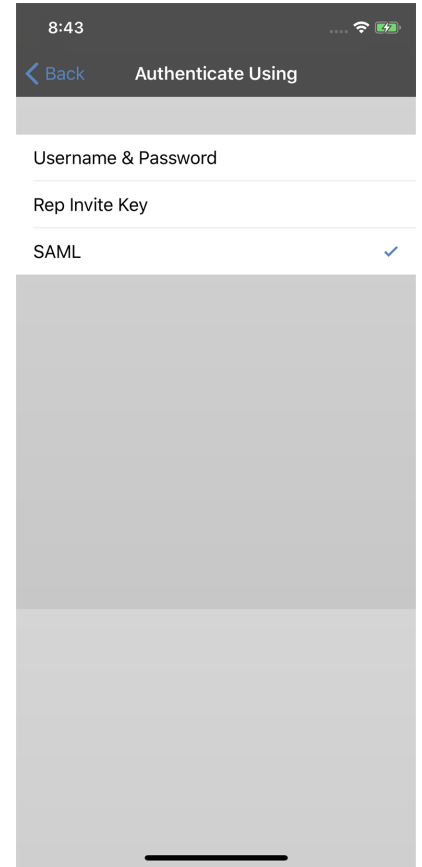 8:43
Back Authenticate Using
Username & Password
Rep Invite Key
SAML